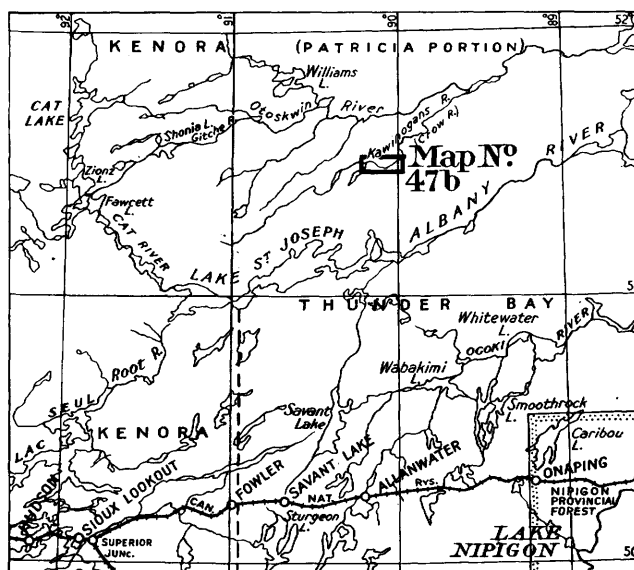 92
91
90
89
KENORA (PATRICIA PORTION)
Williams L.
CAT LAKE
Otoskwin River
Shonia L.
Gitche R.
Kawinogans R.
(Crow R.)
Map No.
47b
Zionz L.
Fawcett L.
CAT RIVER
ALBANY RIVER
LAKE ST. JOSEPH
THUNDER BAY
Whitewater L.
OGOKI RIVER
Root R.
Wabakimi L.
LAC SEUL
Savant Lake
Smoothrock L.
KENORA
Caribou L.
HUDSON
SIOUX LOOKOUT
SUPERIOR JUNC.
CAN.
FOWLER
SAVANT LAKE
NAT.
Sturgeon L.
ALLANWATER
RYS.
ONAPING
NIPIGON PROVINCIAL FOREST
LAKE NIPIGON
50